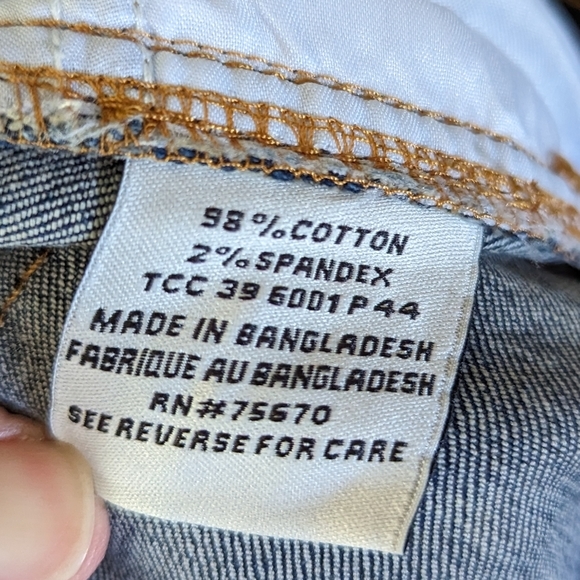 98% COTTON
2% SPANDEX
TCC 39 6001 P 44
MADE IN BANGLADESH
FABRIQUE AU BANGLADESH
RN#75670
SEE REVERSE FOR CARE